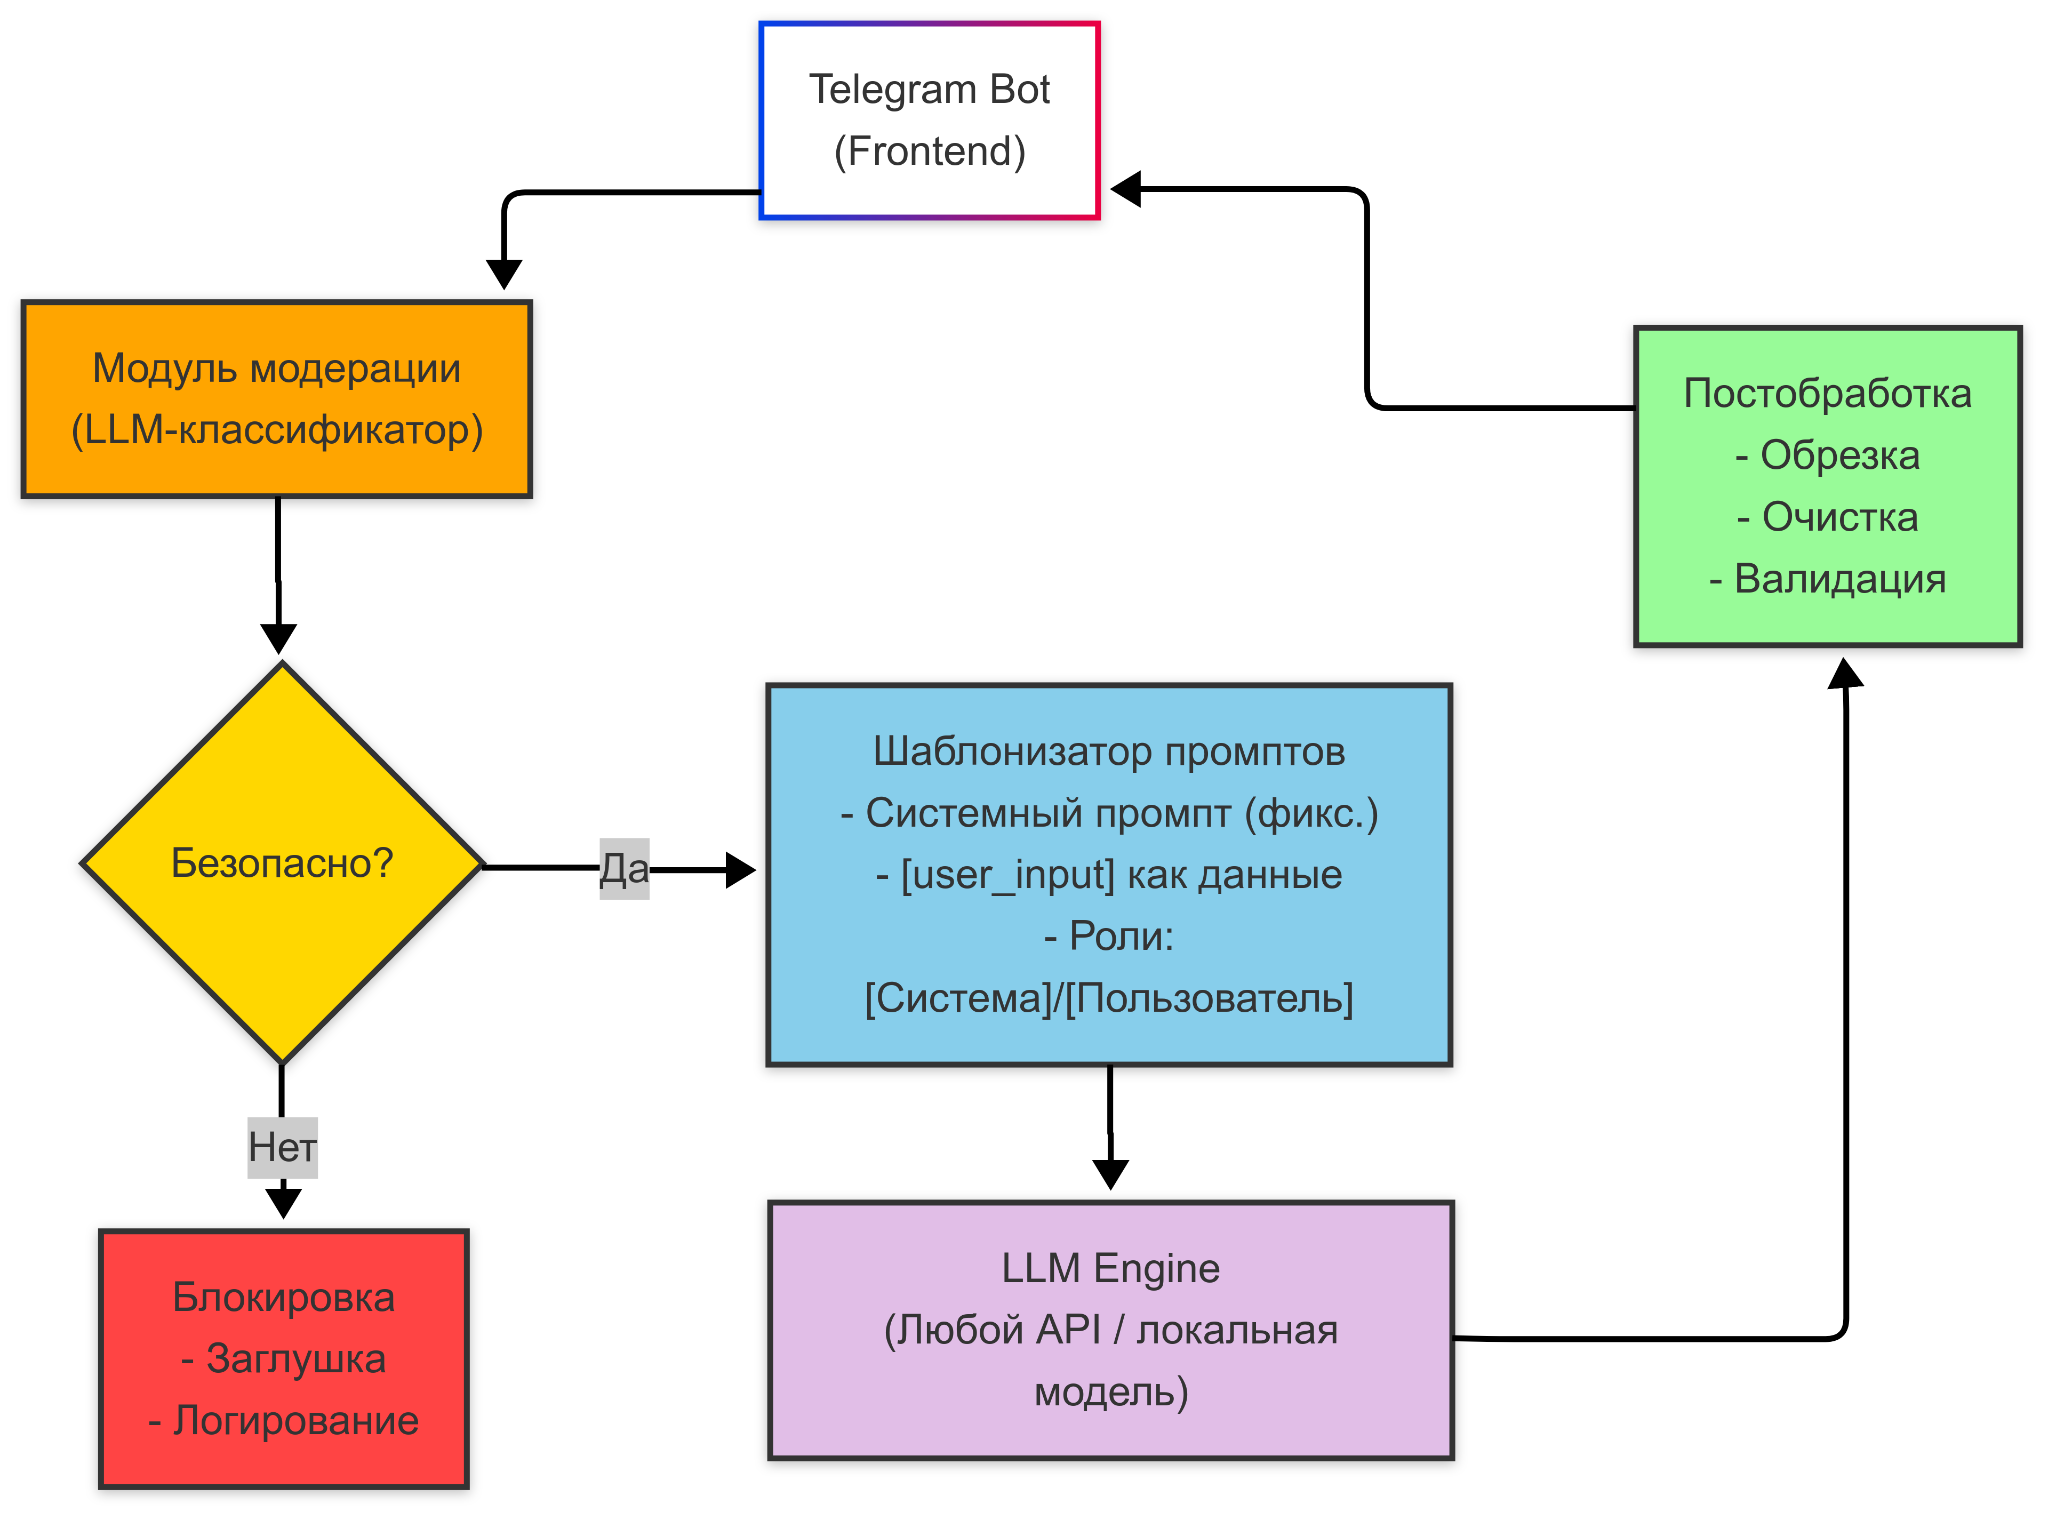 Telegram Bot
(Frontend)
Модуль модерации
(LLM-классификатор)
Постобработка
- Обрезка
- Очистка
- Валидация
Безопасно?
Да
Шаблонизатор промптов
- Системный промпт (фикс.)
- [user_input] как данные
- Роли:
[Система]/[Пользователь]
Нет
Блокировка
- Заглушка
- Логирование
LLM Engine
(Любой API / локальная
модель)